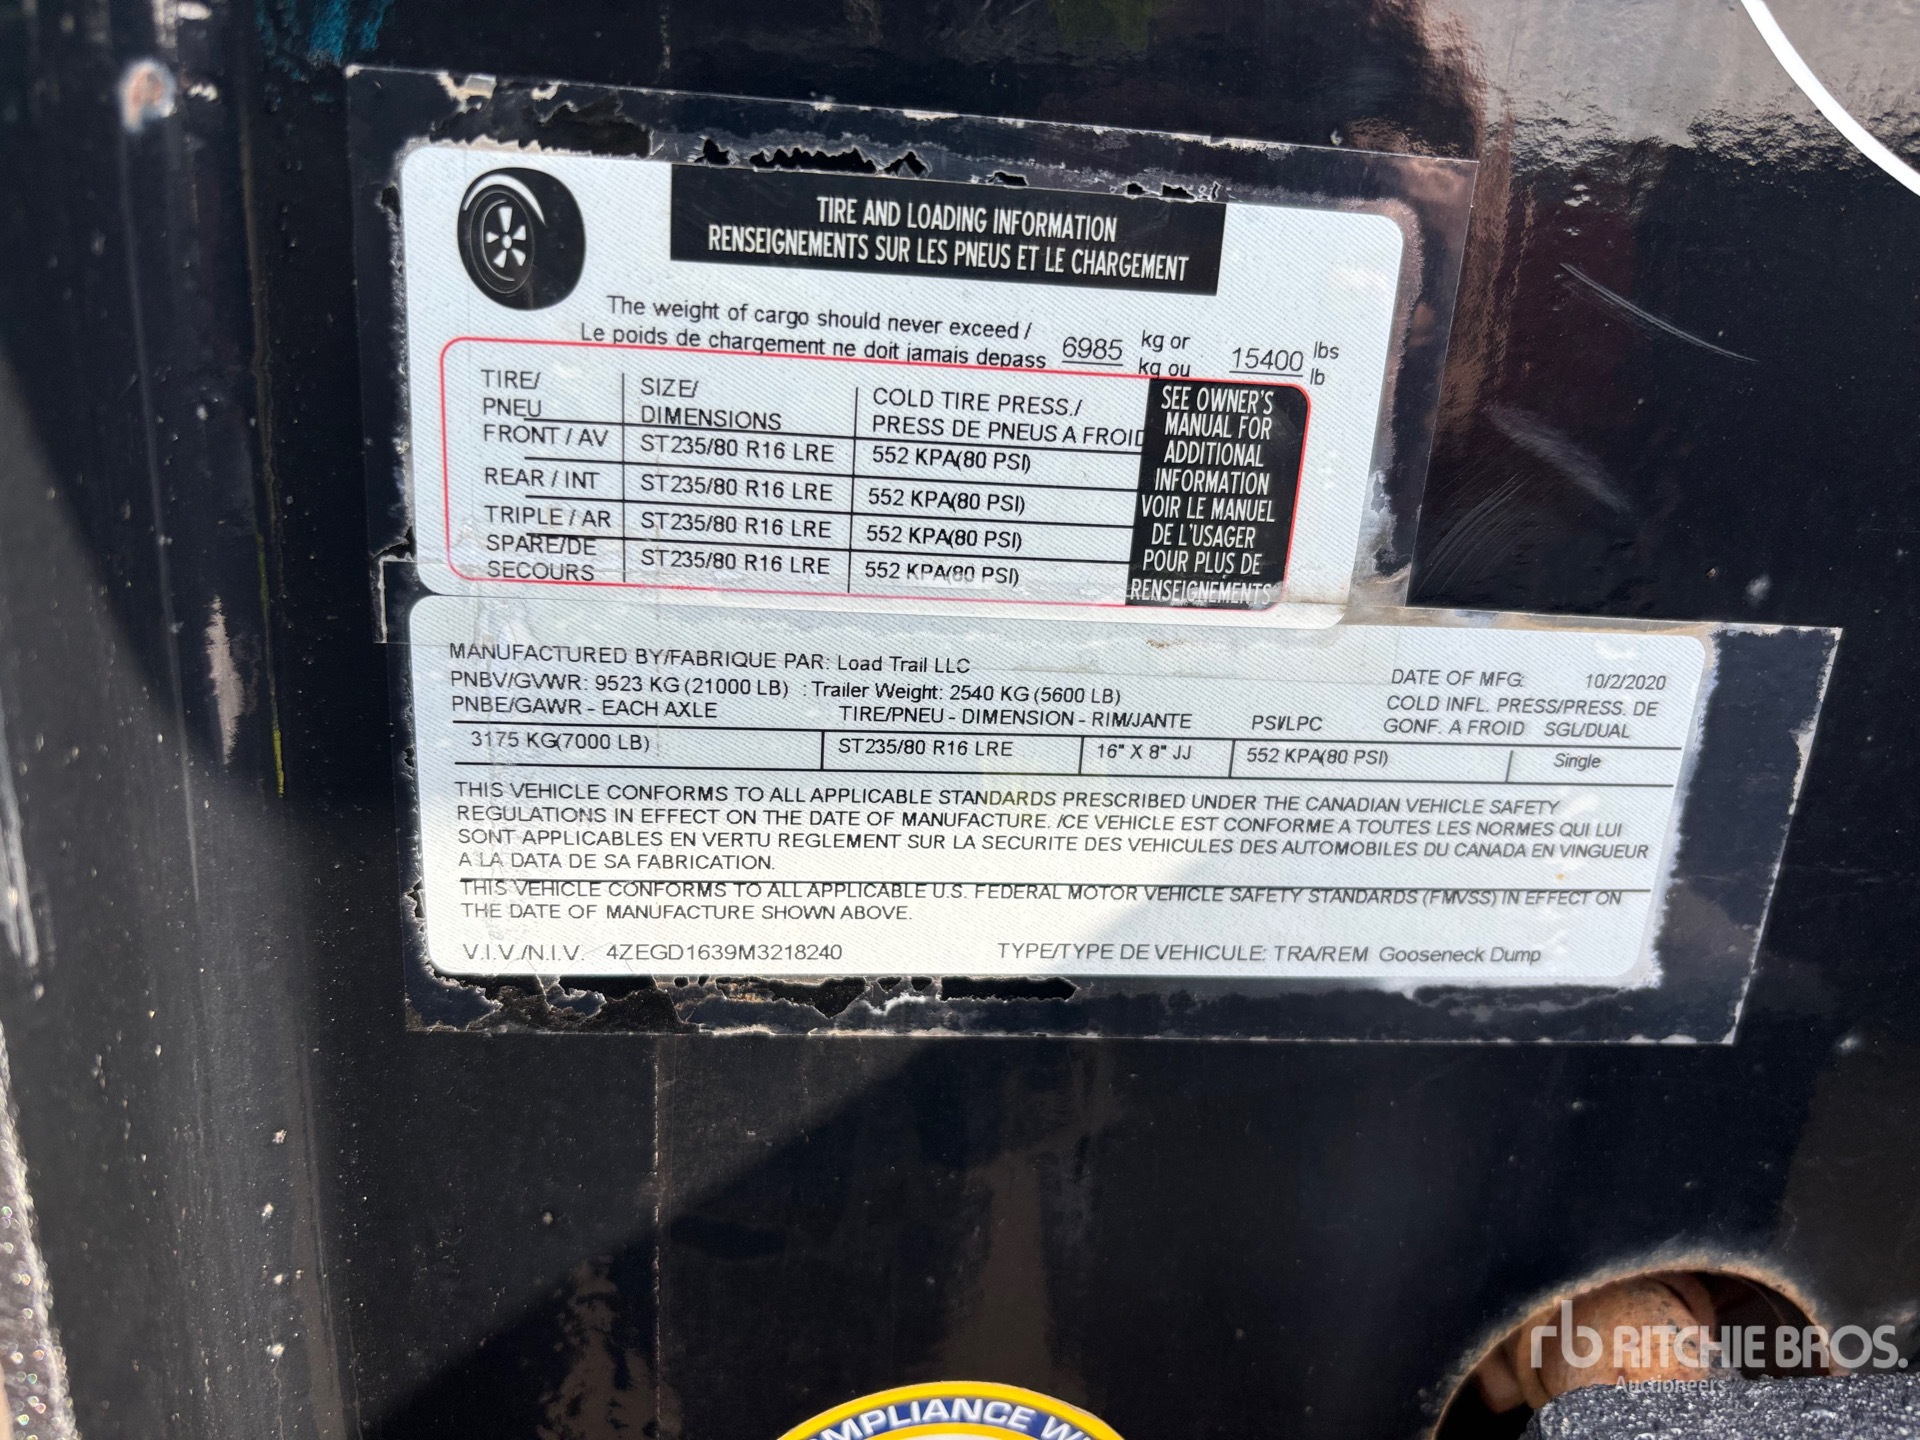 TIRE AND LOADING INFORMATION
RENSEIGNEMENTS SUR LES PNEUS ET LE CHARGEMENT
The weight of cargo should never exceed / 6985 kg or 15400 lbs
Le poids de chargement ne doit jamais depass kg ou lb
TIRE/ SIZE/ COLD TIRE PRESS./
PNEU DIMENSIONS PRESS DE PNEUS A FROID
FRONT / AV ST235/80 R16 LRE 552 KPA(80 PSI)
REAR / INT ST235/80 R16 LRE 552 KPA(80 PSI)
TRIPLE / AR ST235/80 R16 LRE 552 KPA(80 PSI)
SPARE/DE ST235/80 R16 LRE 552 KPA(80 PSI)
SECOURS
SEE OWNER'S
MANUAL FOR
ADDITIONAL
INFORMATION
VOIR LE MANUEL
DE L'USAGER
POUR PLUS DE
RENSEIGNEMENTS
MANUFACTURED BY/FABRIQUE PAR: Load Trail LLC DATE OF MFG: 10/2/2020
PNBV/GVWR: 9523 KG (21000 LB) : Trailer Weight: 2540 KG (5600 LB) COLD INFL. PRESS/PRESS. DE
PNBE/GAWR - EACH AXLE TIRE/PNEU - DIMENSION - RIM/JANTE PSI/LPC GONF. A FROID SGL/DUAL
3175 KG(7000 LB) ST235/80 R16 LRE 16" X 8" JJ 552 KPA(80 PSI) Single
THIS VEHICLE CONFORMS TO ALL APPLICABLE STANDARDS PRESCRIBED UNDER THE CANADIAN VEHICLE SAFETY
REGULATIONS IN EFFECT ON THE DATE OF MANUFACTURE. /CE VEHICLE EST CONFORME A TOUTES LES NORMES QUI LUI
SONT APPLICABLES EN VERTU REGLEMENT SUR LA SECURITE DES VEHICULES DES AUTOMOBILES DU CANADA EN VINGUEUR
A LA DATA DE SA FABRICATION.
THIS VEHICLE CONFORMS TO ALL APPLICABLE U.S. FEDERAL MOTOR VEHICLE SAFETY STANDARDS (FMVSS) IN EFFECT ON
THE DATE OF MANUFACTURE SHOWN ABOVE.
V.I.V./N.I.V. 4ZEGD1639M3218240 TYPE/TYPE DE VEHICULE: TRA/REM Gooseneck Dump
rb RITCHIE BROS.
Auctioneers